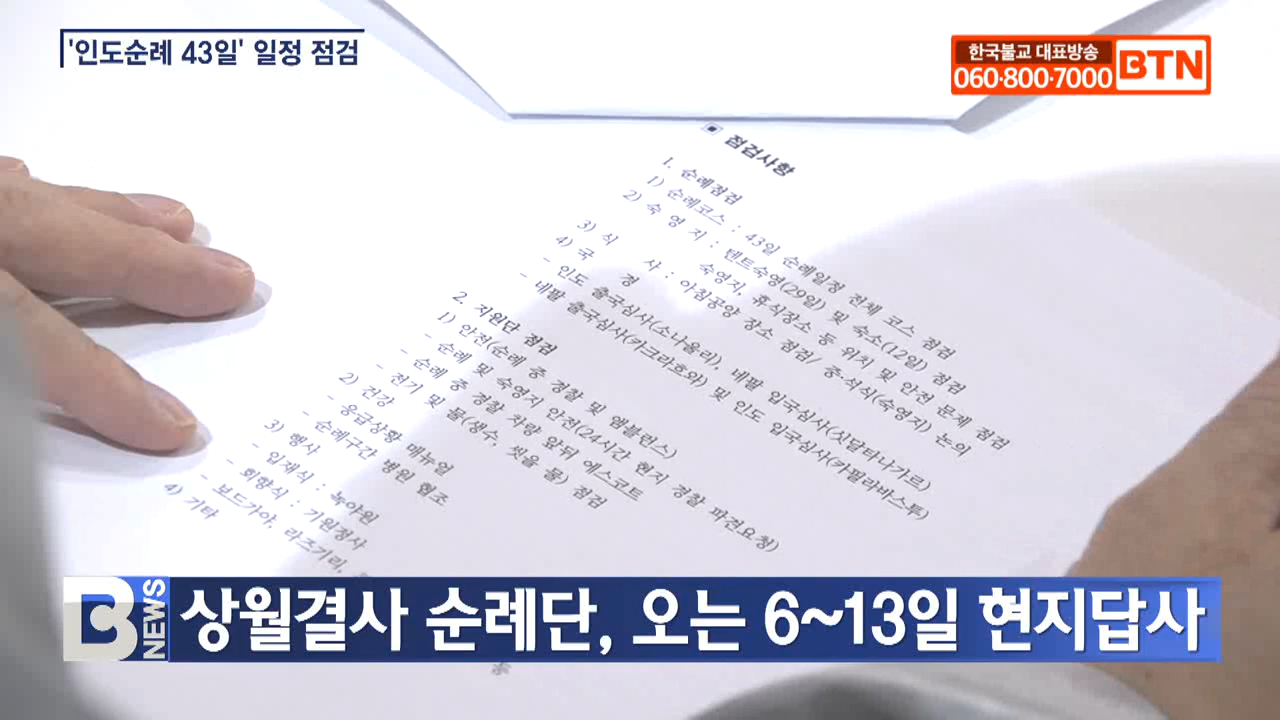 '인도순례 43일' 일정 점검
한국불교 대표방송
060·800·7000
BTN
▣ 점검사항
1. 순례점검
1) 순례코스 : 43일 순례일정 전체 코스 점검
2) 숙 영 지 : 텐트숙영(29일) 및 숙소(12일) 점검
숙영지, 휴식장소 등 위치 및 안전 문제 점검
3) 식 사 : 아침공양 장소 점검/ 중·석식(숙영지) 논의
4) 국 경
- 인도 출국심사(소나울리), 네팔 입국심사(싯달타나가르)
- 네팔 출국심사(카크라흐와) 및 인도 입국심사(카필라바스투)
2. 지원단 점검
1) 안전(순례 중 경찰 및 앰블런스)
- 순례 및 숙영지 안전(24시간 현지 경찰 파견요청)
- 순례 중 경찰 차량 앞뒤 에스코트
- 전기 및 물(생수, 씻을 물) 점검
2) 건강
- 응급상황 매뉴얼
- 순례구간 병원 협조
3) 행사
- 입재식 : 녹야원
- 회향식 : 기원정사
- 보드가야, 라즈기리,
4) 기타
B NEWS
상월결사 순례단, 오는 6~13일 현지답사
등